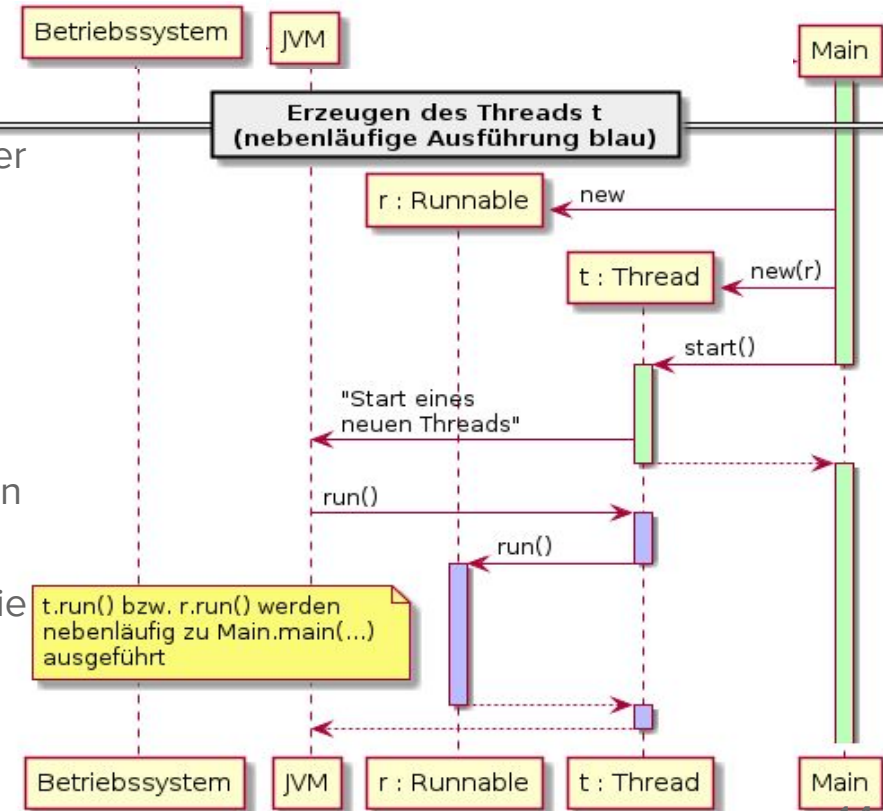 Betriebssystem
JVM
Main
Erzeugen des Threads t
(nebenläufige Ausführung blau)
er
r : Runnable
new
t : Thread
new(r)
start()
"Start eines
neuen Threads"
n
run()
run()
ie
t.run() bzw. r.run() werden
nebenläufig zu Main.main(...)
ausgeführt
Betriebssystem
JVM
r : Runnable
t : Thread
Main